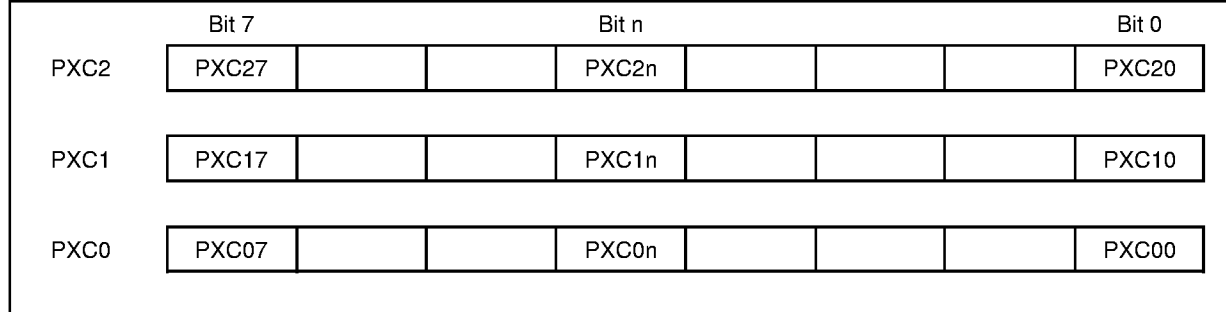 Bit 7 Bit n Bit 0
PXC2 PXC27 PXC2n PXC20
PXC1 PXC17 PXC1n PXC10
PXC0 PXC07 PXC0n PXC00